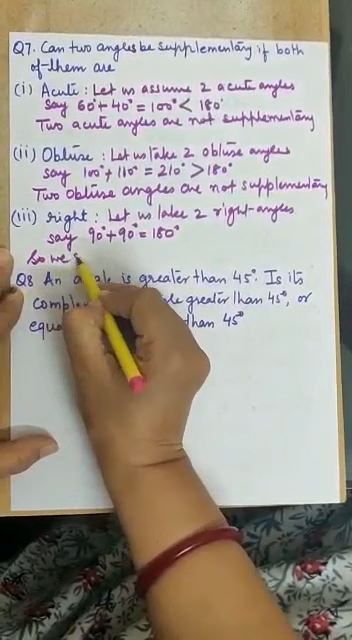 Q7. Can two angles be supplementary if both
of them are
(i) Acute : Let us assume 2 acute angles
say 60° + 40° = 100° < 180°
Two acute angles are not supplementary
(ii) Obtuse : Let us take 2 obtuse angles
say 100° + 110° = 210° > 180°
Two obtuse angles are not supplementary
(iii) right : Let us take 2 right-angles
say 90° + 90° = 180°
So we
Q8 An is greater than 45°. Is its
greater than 45°, or
than 45°